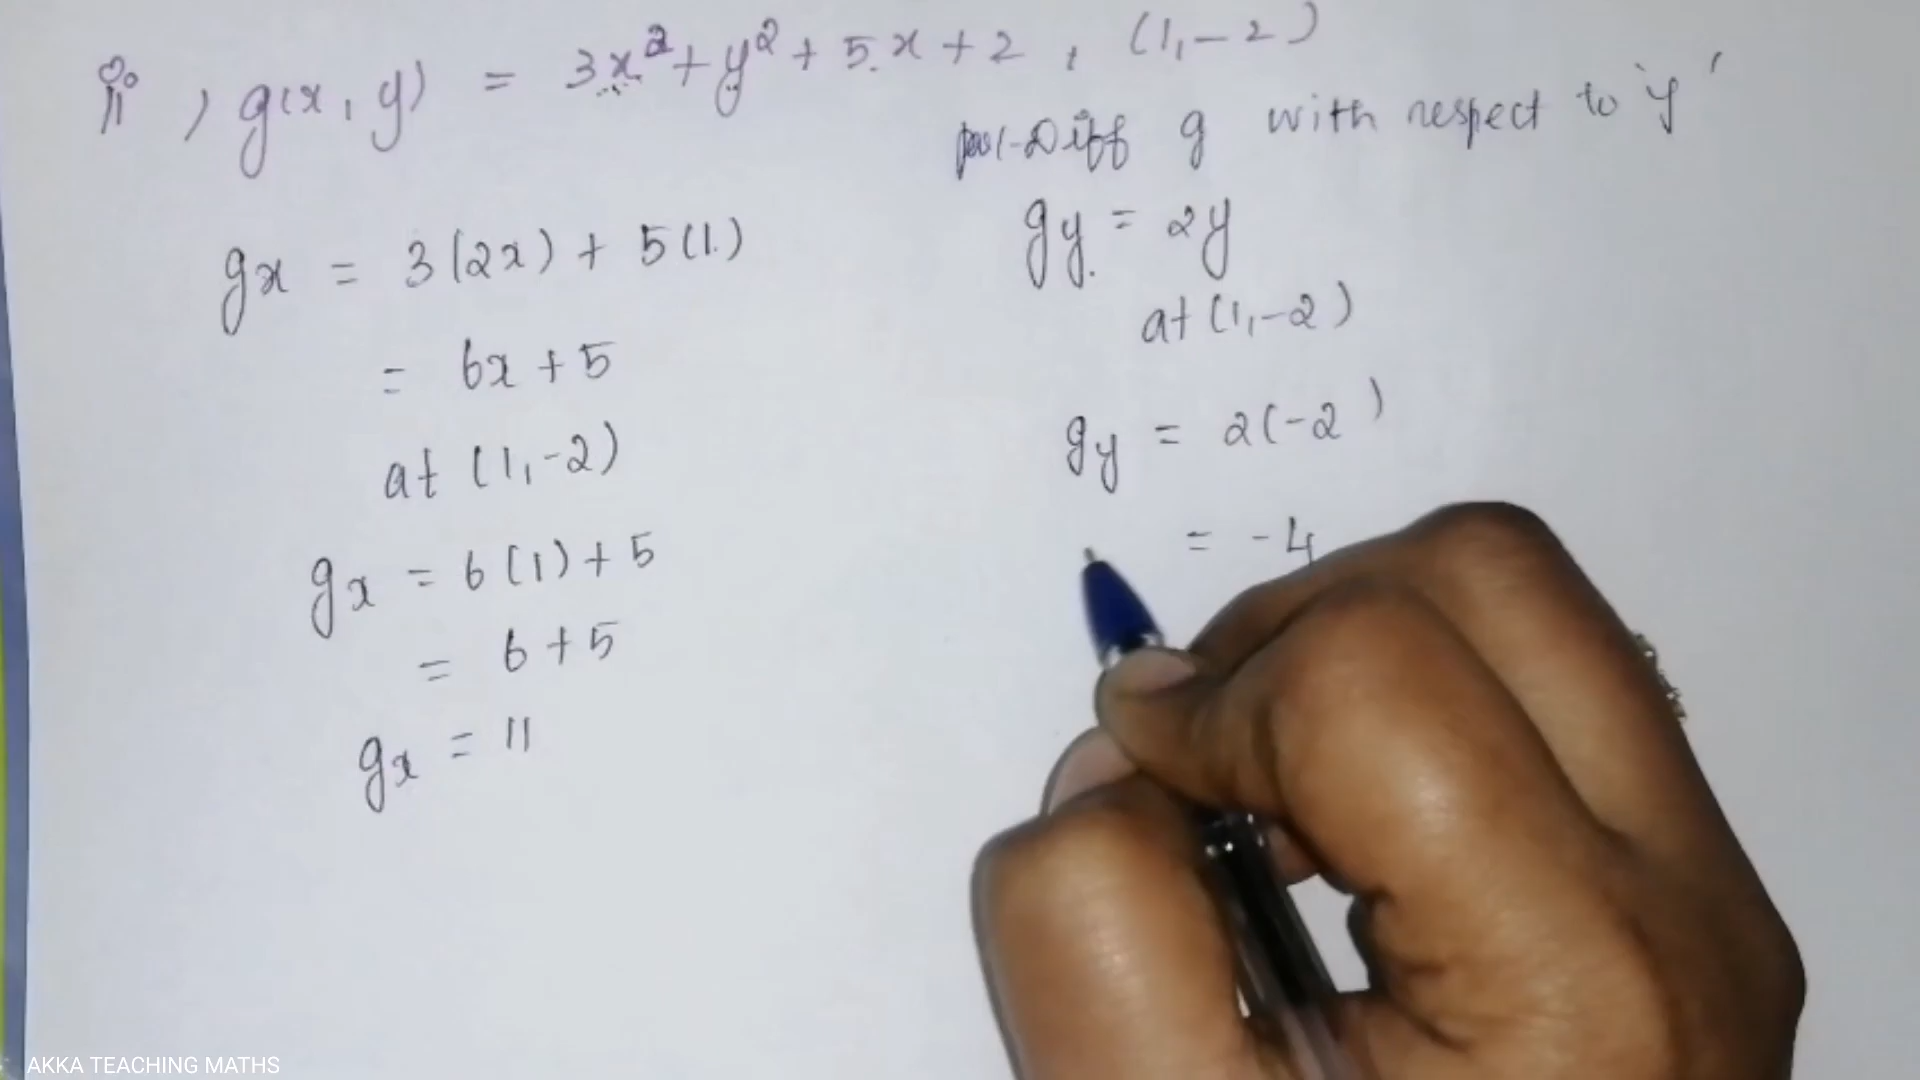 ii) g(x, y) = 3x² + y² + 5x + 2, (1, -2)
gx = 3(2x) + 5(1)
= 6x + 5
at (1, -2)
gx = 6(1) + 5
= 6 + 5
gx = 11
Diff g with respect to 'y'
gy = 2y
at (1, -2)
gy = 2(-2)
= -4
AKKA TEACHING MATHS